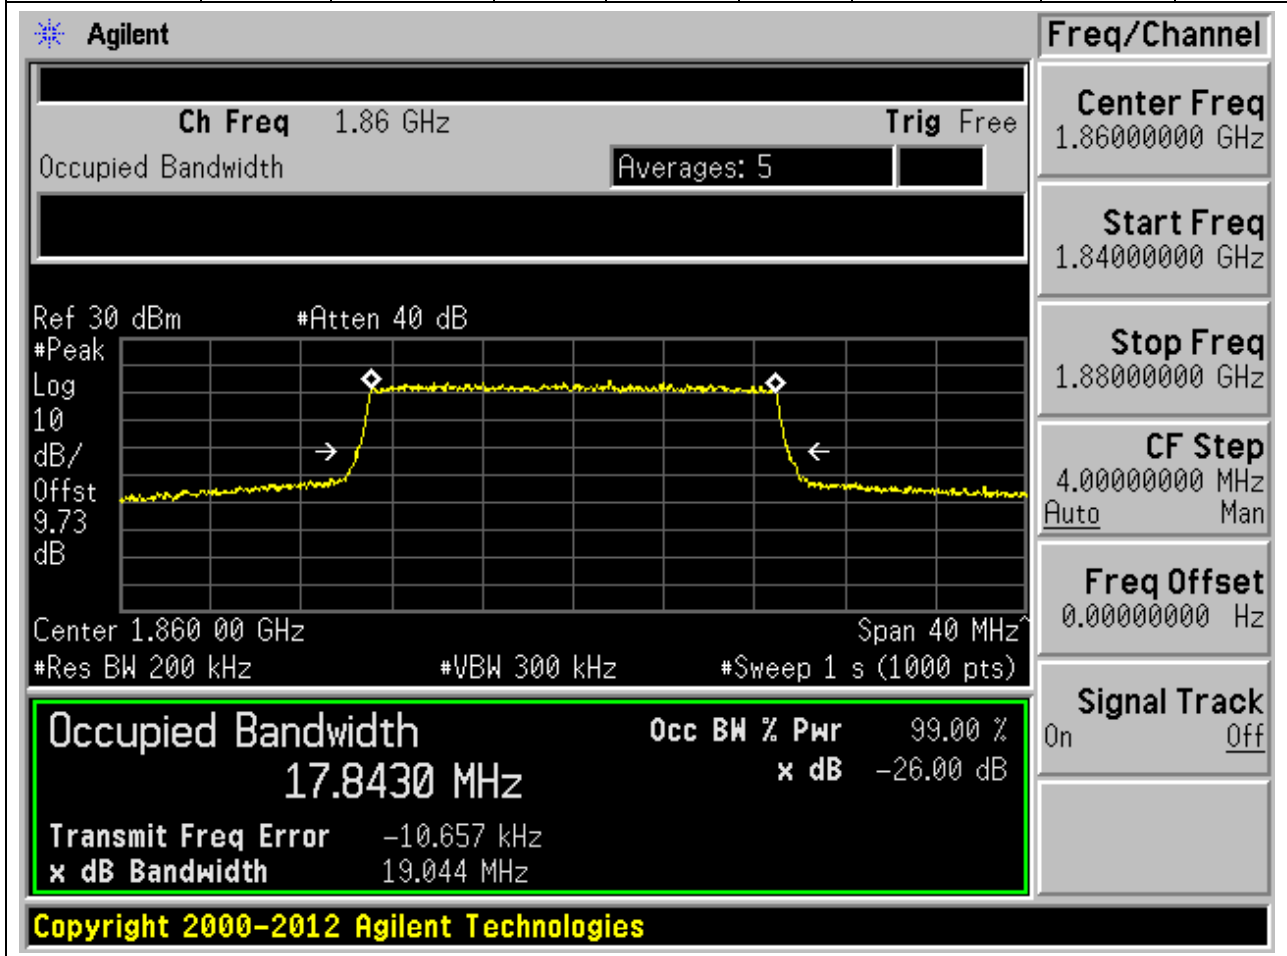 Agilent
Freq/Channel
Ch Freq 1.86 GHz
Trig Free
Occupied Bandwidth
Averages: 5
Ref 30 dBm
#Atten 40 dB
#Peak
Log
10
dB/
Offst
9.73
dB
Center 1.860 00 GHz
Span 40 MHz^
#Res BW 200 kHz
#VBW 300 kHz
#Sweep 1 s (1000 pts)
Occupied Bandwidth
17.8430 MHz
Occ BW % Pwr 99.00 %
x dB -26.00 dB
Transmit Freq Error -10.657 kHz
x dB Bandwidth 19.044 MHz
Copyright 2000-2012 Agilent Technologies
Center Freq
1.86000000 GHz
Start Freq
1.84000000 GHz
Stop Freq
1.88000000 GHz
CF Step
4.00000000 MHz
Auto Man
Freq Offset
0.00000000 Hz
Signal Track
On Off